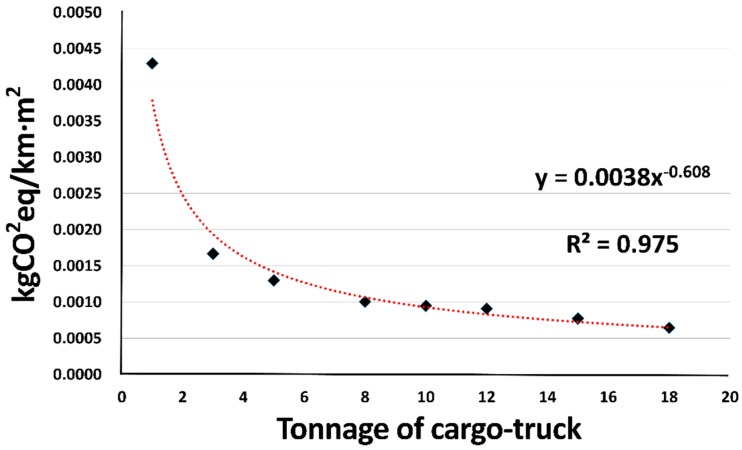 0.0050
0.0045
0.0040
0.0035
0.0030
0.0025
0.0020
0.0015
0.0010
0.0005
0.0000
kgCO²eq/km·m²
y = 0.0038x⁻⁰·⁶⁰⁸
R² = 0.975
0 2 4 6 8 10 12 14 16 18 20
Tonnage of cargo-truck